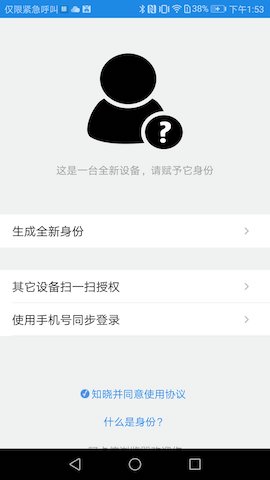 仅限紧急呼叫 38% 下午1:53
这是一台全新设备，请赋予它身份
生成全新身份
其它设备扫一扫授权
使用手机号同步登录
知晓并同意使用协议
什么是身份?